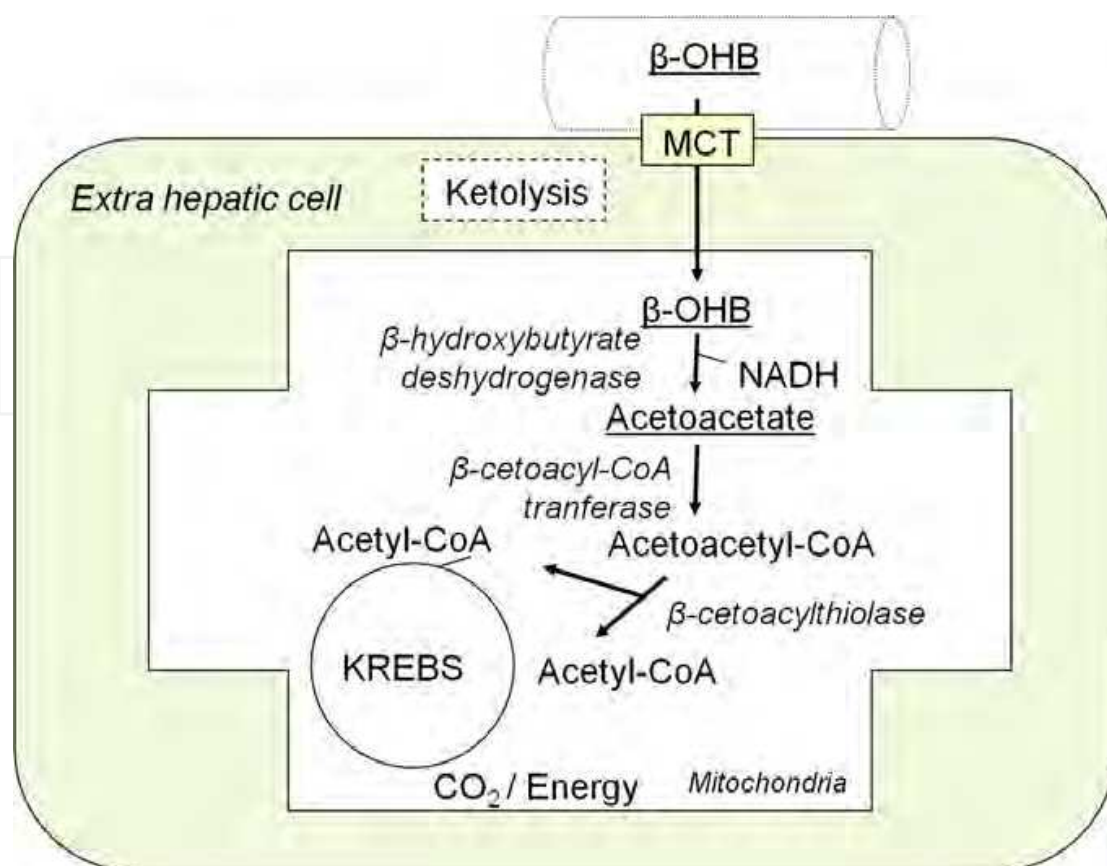 β-OHB
MCT
Extra hepatic cell
Ketolysis
β-OHB
β-hydroxybutyrate
deshydrogenase
NADH
Acetoacetate
β-cetoacyl-CoA
tranferase
Acetyl-CoA
Acetoacetyl-CoA
β-cetoacylthiolase
KREBS
Acetyl-CoA
CO₂ / Energy
Mitochondria